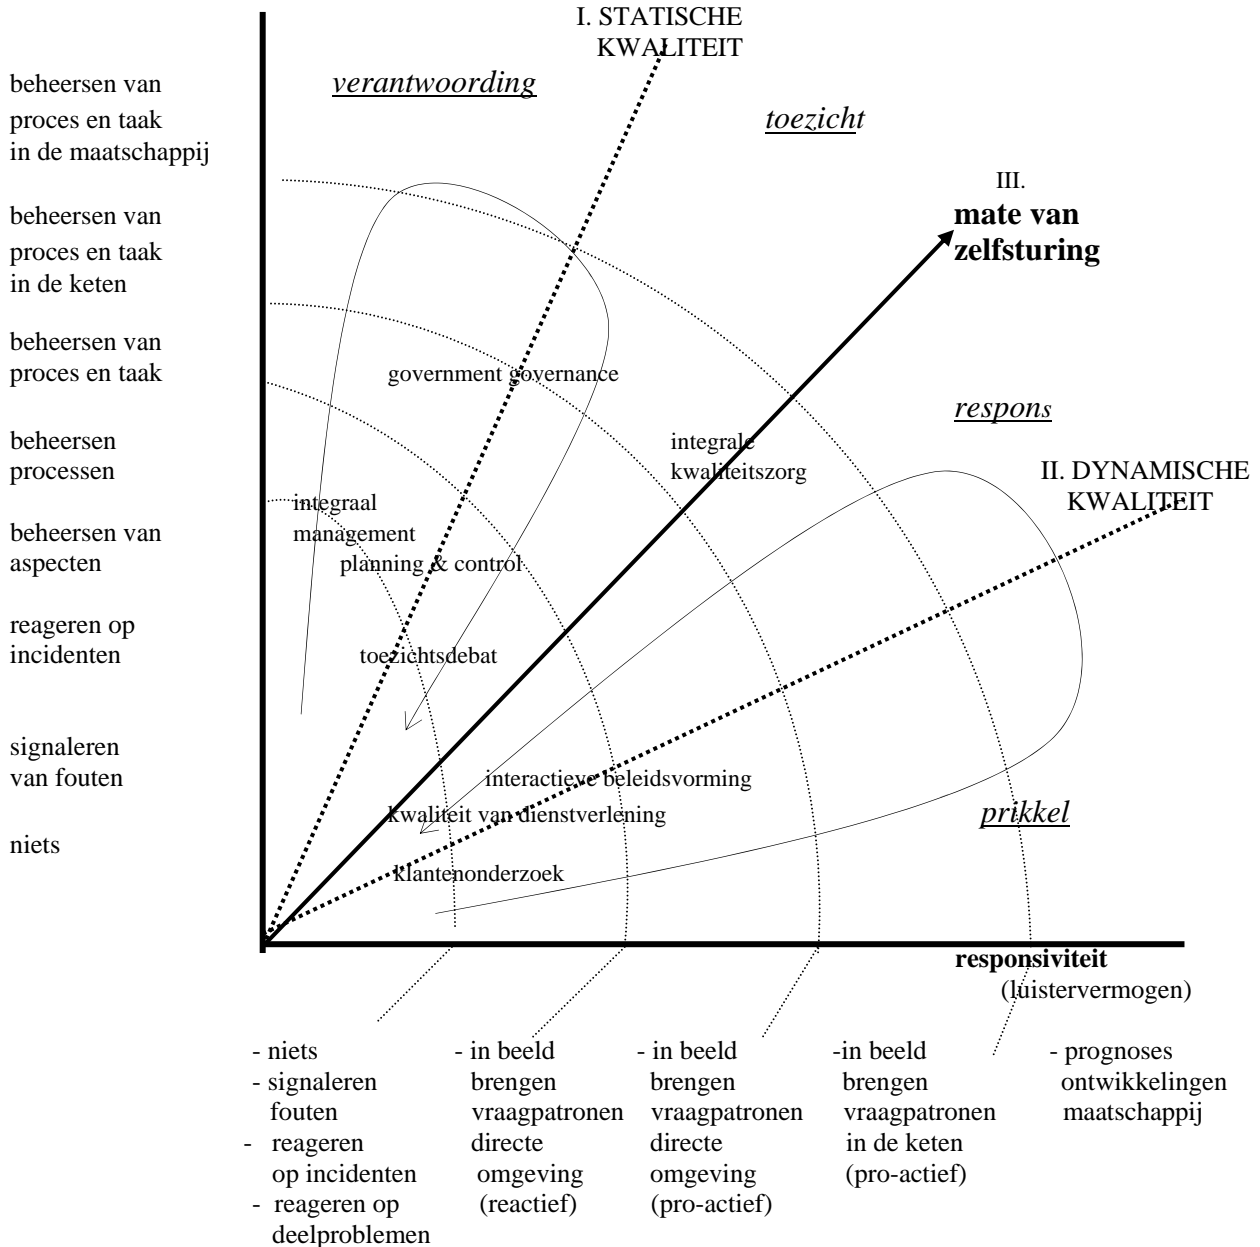 I. STATISCHE
KWALITEIT
beheersen van
proces en taak
in de maatschappij
verantwoording
toezicht
III.
mate van
zelfsturing
beheersen van
proces en taak
in de keten
beheersen van
proces en taak
government governance
respons
beheersen
processen
integrale
kwaliteitszorg
II. DYNAMISCHE
KWALITEIT
integraal
management
planning & control
beheersen van
aspecten
reageren op
incidenten
toezichtsdebat
signaleren
van fouten
interactieve beleidsvorming
kwaliteit van dienstverlening
prikkel
niets
klantenonderzoek
responsiviteit
(luistervermogen)
- niets
- signaleren
fouten
- reageren
op incidenten
- reageren op
deelproblemen
- in beeld
brengen
vraagpatronen
directe
omgeving
(reactief)
- in beeld
brengen
vraagpatronen
directe
omgeving
(pro-actief)
-in beeld
brengen
vraagpatronen
in de keten
(pro-actief)
- prognoses
ontwikkelingen
maatschappij